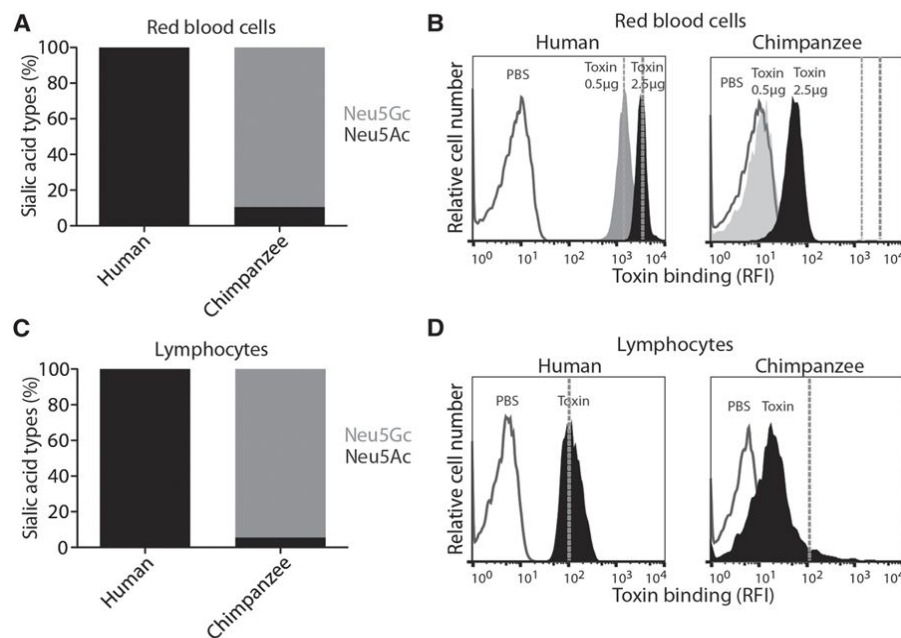 A
Red blood cells
Sialic acid types (%)
100
80
60
40
20
0
Human
Chimpanzee
Neu5Gc
Neu5Ac
B
Red blood cells
Human
Chimpanzee
Relative cell number
PBS
Toxin
0.5µg
Toxin
2.5µg
PBS
Toxin
0.5µg
Toxin
2.5µg
10⁰ 10¹ 10² 10³ 10⁴
10⁰ 10¹ 10² 10³ 10⁴
Toxin binding (RFI)
C
Lymphocytes
Sialic acid types (%)
100
80
60
40
20
0
Human
Chimpanzee
Neu5Gc
Neu5Ac
D
Lymphocytes
Human
Chimpanzee
Relative cell number
PBS
Toxin
PBS
Toxin
10⁰ 10¹ 10² 10³ 10⁴
10⁰ 10¹ 10² 10³ 10⁴
Toxin binding (RFI)